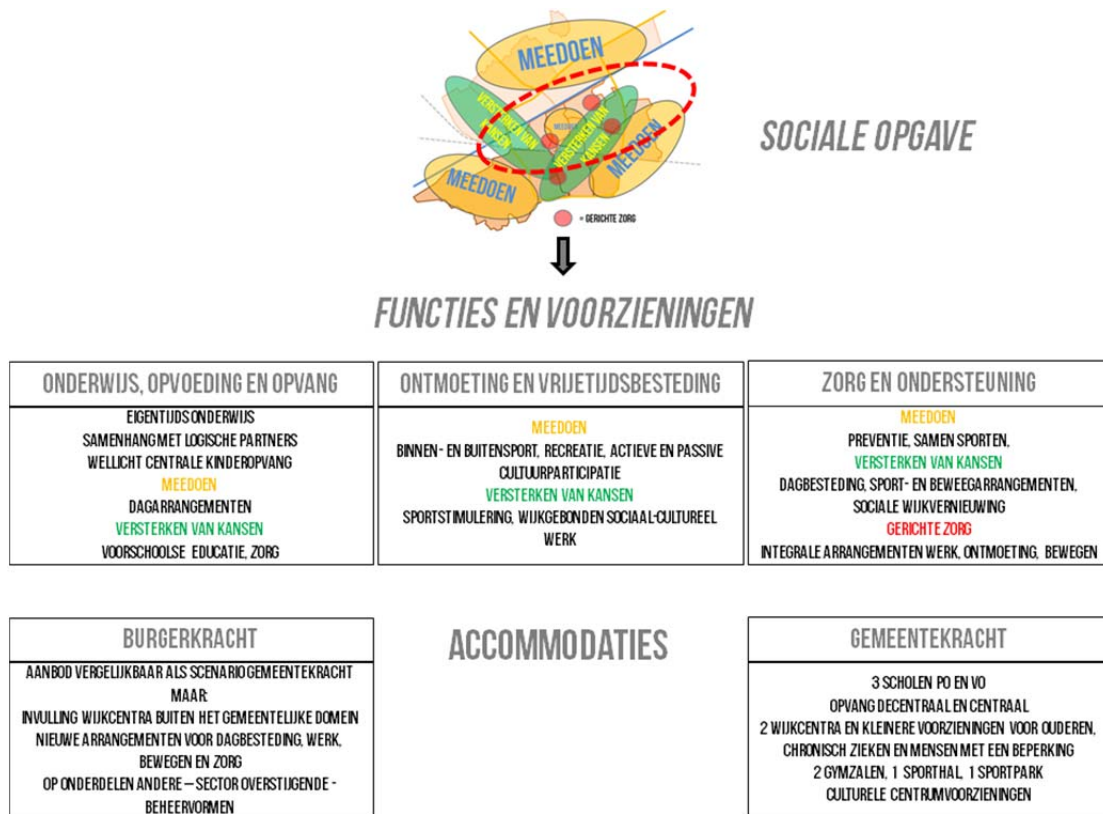 MEEDOEN
VERSTERKEN VAN
KANSEN
MEEDOEN
VERSTERKEN VAN
KANSEN
MEEDOEN
MEEDOEN
= GERICHTE ZORG
SOCIALE OPGAVE
FUNCTIES EN VOORZIENINGEN
ONDERWIJS, OPVOEDING EN OPVANG
EIGENTIJDS ONDERWIJS
SAMENHANG MET LOGISCHE PARTNERS
WELLICHT CENTRALE KINDEROPVANG
MEEDOEN
DAGARRANGEMENTEN
VERSTERKEN VAN KANSEN
VOORSCHOOLSE EDUCATIE, ZORG
ONTMOETING EN VRIJETIJDSBESTEDING
MEEDOEN
BINNEN- EN BUITENSPORT, RECREATIE, ACTIEVE EN PASSIVE
CULTUURPARTICIPATIE
VERSTERKEN VAN KANSEN
SPORTSTIMULERING, WIJKGEBONDEN SOCIAAL-CULTUREEL
WERK
ZORG EN ONDERSTEUNING
MEEDOEN
PREVENTIE, SAMEN SPORTEN,
VERSTERKEN VAN KANSEN
DAGBESTEDING, SPORT- EN BEWEEGARRANGEMENTEN,
SOCIALE WIJKVERNIEUWING
GERICHTE ZORG
INTEGRALE ARRANGEMENTEN WERK, ONTMOETING, BEWEGEN
BURGERKRACHT
AANBOD VERGELIJKBAAR ALS SCENARIO GEMEENTEKRACHT
MAAR:
INVULLING WIJKCENTRA BUITEN HET GEMEENTELIJKE DOMEIN
NIEUWE ARRANGEMENTEN VOOR DAGBESTEDING, WERK,
BEWEGEN EN ZORG
OP ONDERDELEN ANDERE – SECTOR OVERSTIJGENDE -
BEHEERVORMEN
ACCOMMODATIES
GEMEENTEKRACHT
3 SCHOLEN PO EN VO
OPVANG DECENTRAAL EN CENTRAAL
2 WIJKCENTRA EN KLEINERE VOORZIENINGEN VOOR OUDEREN,
CHRONISCH ZIEKEN EN MENSEN MET EEN BEPERKING
2 GYMZALEN, 1 SPORTHAL, 1 SPORTPARK
CULTURELE CENTRUMVOORZIENINGEN